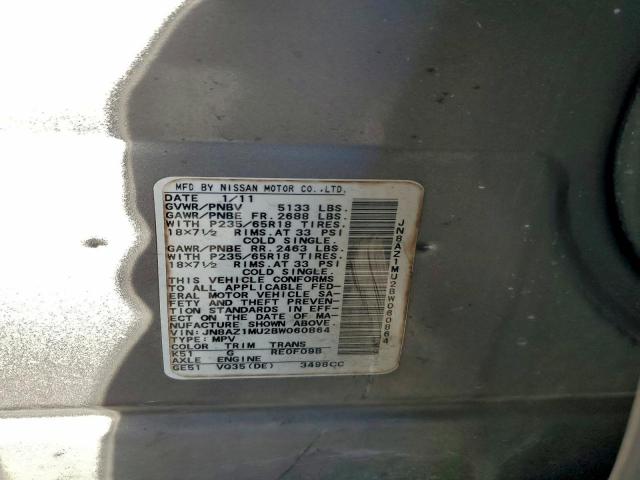 MFD BY NISSAN MOTOR CO.,LTD.
DATE 1/11
GVWR/PNBV 5133 LBS.
GAWR/PNBE FR. 2688 LBS.
WITH P235/65R18 TIRES.
18X7½ RIMS.AT 33 PSI
COLD SINGLE.
GAWR/PNBE RR. 2463 LBS.
WITH P235/65R18 TIRES.
18X7½ RIMS.AT 33 PSI
COLD SINGLE.
THIS VEHICLE CONFORMS
TO ALL APPLICABLE FED-
ERAL MOTOR VEHICLE SA-
FETY AND THEFT PREVEN-
TION STANDARDS IN EFF-
ECT ON THE DATE OF MA-
NUFACTURE SHOWN ABOVE.
VIN:JN8AZ1MU2BW060864
TYPE: MPV
COLOR TRIM TRANS
K51 G RE0F09B
AXLE ENGINE
GE51 VQ35(DE) 3498CC
JN8AZ1MU2BW060864